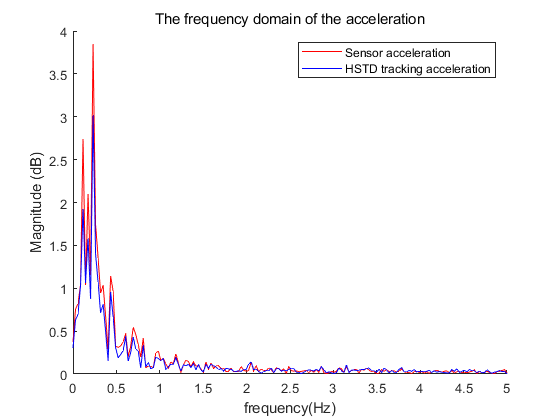 The frequency domain of the acceleration
Sensor acceleration
HSTD tracking acceleration
Magnitude (dB)
4
3.5
3
2.5
2
1.5
1
0.5
0
0 0.5 1 1.5 2 2.5 3 3.5 4 4.5 5
frequency(Hz)